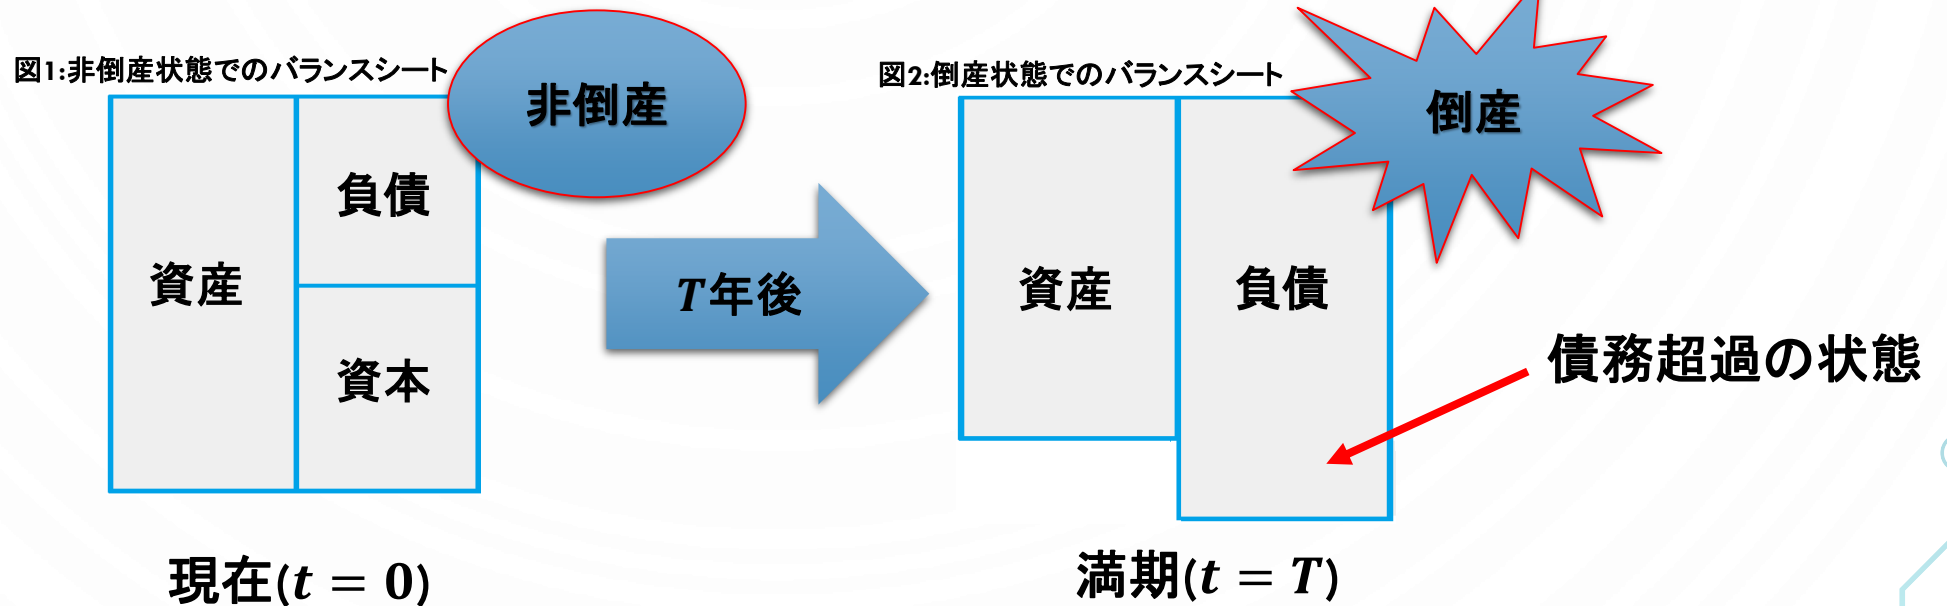 図1:非倒産状態でのバランスシート
非倒産
資産
負債
資本
現在(t = 0)
T年後
図2:倒産状態でのバランスシート
倒産
資産
負債
債務超過の状態
満期(t = T)